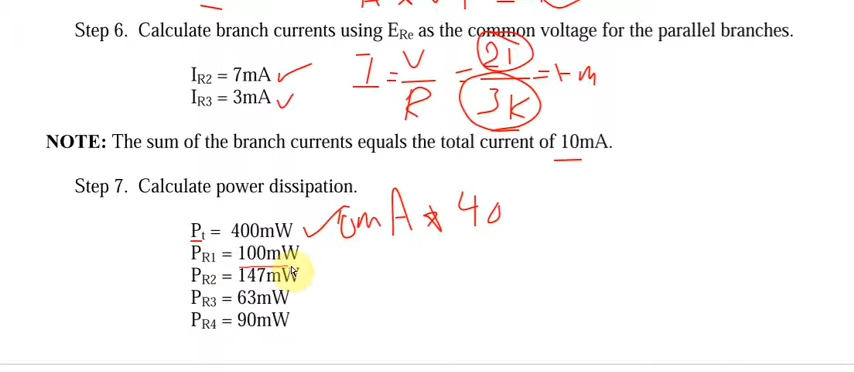 Step 6. Calculate branch currents using ERe as the common voltage for the parallel branches.
IR2 = 7mA
IR3 = 3mA
I = V/R = 21/3K = 7 m
NOTE: The sum of the branch currents equals the total current of 10mA.
Step 7. Calculate power dissipation.
Pt = 400mW
PR1 = 100mW
PR2 = 147mW
PR3 = 63mW
PR4 = 90mW
mA * 40